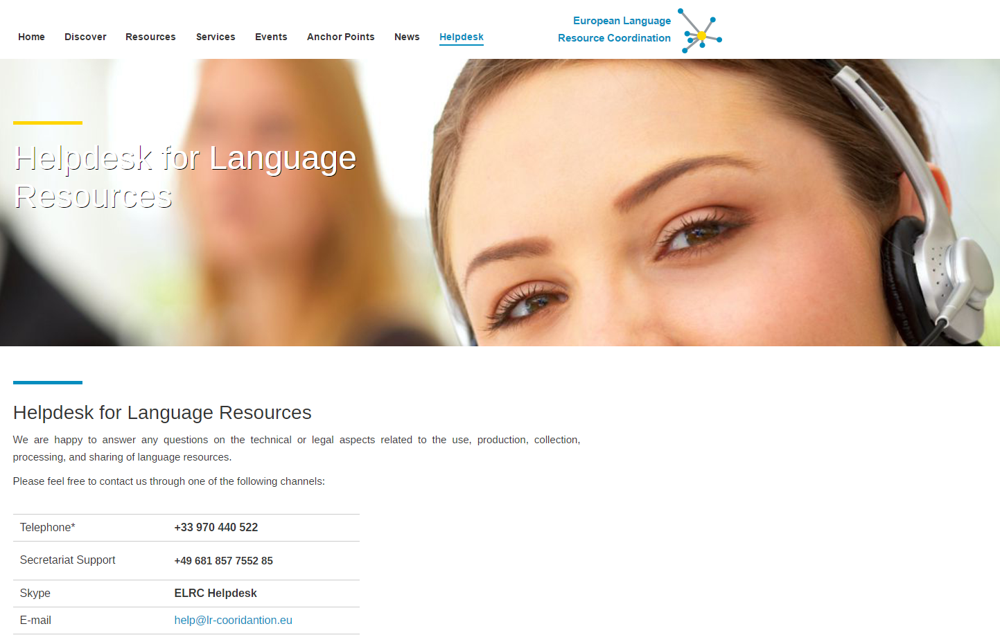 Home Discover Resources Services Events Anchor Points News Helpdesk
European Language
Resource Coordination
Helpdesk for Language
Resources
Helpdesk for Language Resources
We are happy to answer any questions on the technical or legal aspects related to the use, production, collection,
processing, and sharing of language resources.
Please feel free to contact us through one of the following channels:
Telephone* +33 970 440 522
Secretariat Support +49 681 857 7552 85
Skype ELRC Helpdesk
E-mail help@lr-cooridantion.eu